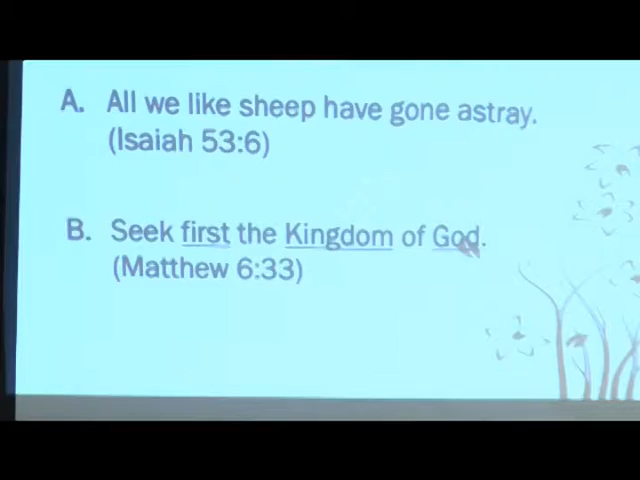 A. All we like sheep have gone astray.
(Isaiah 53:6)
B. Seek first the Kingdom of God.
(Matthew 6:33)